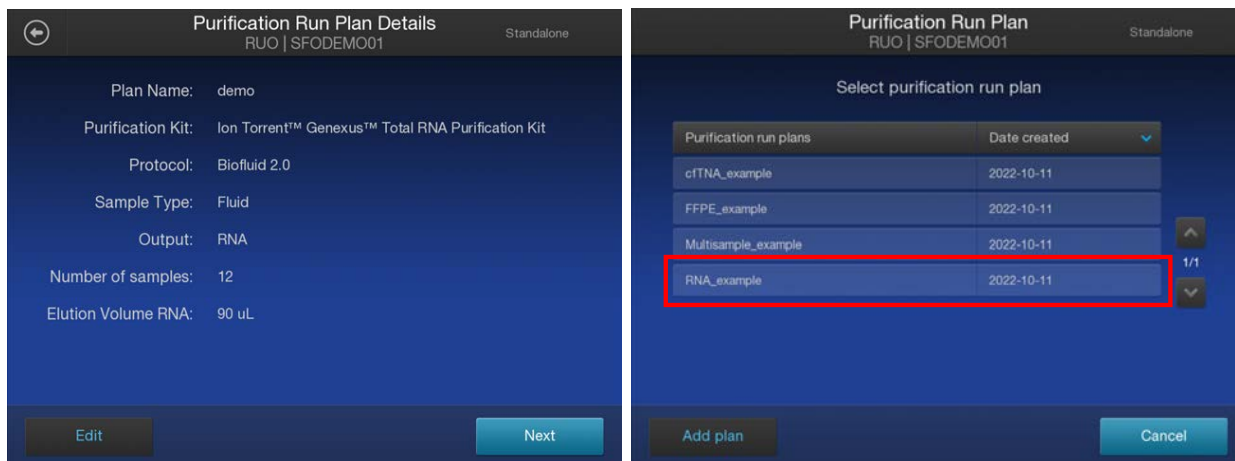 Purification Run Plan Details
RUO | SFODEMO01
Standalone
Plan Name: demo
Purification Kit: Ion Torrent™ Genexus™ Total RNA Purification Kit
Protocol: Biofluid 2.0
Sample Type: Fluid
Output: RNA
Number of samples: 12
Elution Volume RNA: 90 uL
Edit Next
Purification Run Plan
RUO | SFODEMO01
Standalone
Select purification run plan
Purification run plans Date created
cfTNA_example 2022-10-11
FFPE_example 2022-10-11
Multisample_example 2022-10-11
1/1
RNA_example 2022-10-11
Add plan Cancel